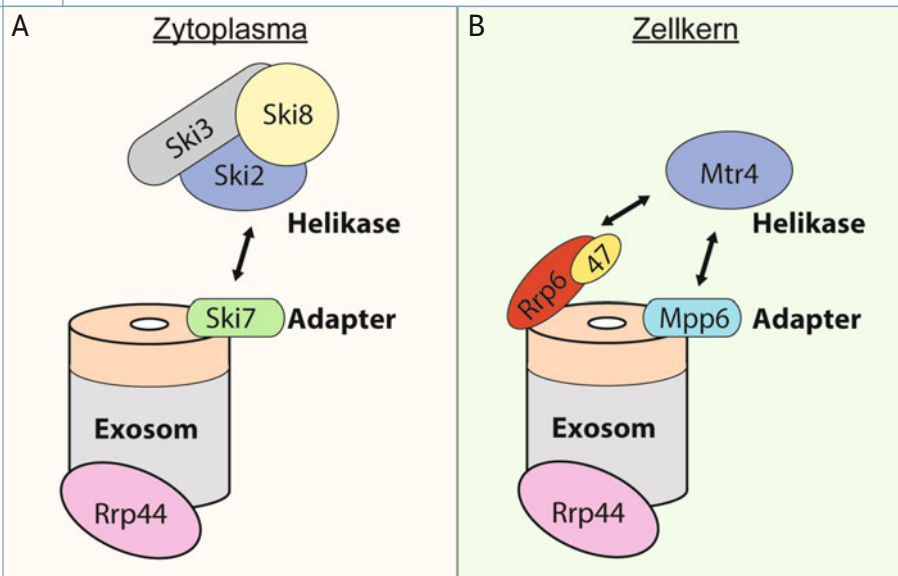 A
Zytoplasma
Ski3
Ski8
Ski2
Helikase
Ski7
Adapter
Exosom
Rrp44
B
Zellkern
Mtr4
Helikase
Rrp6
47
Mpp6
Adapter
Exosom
Rrp44